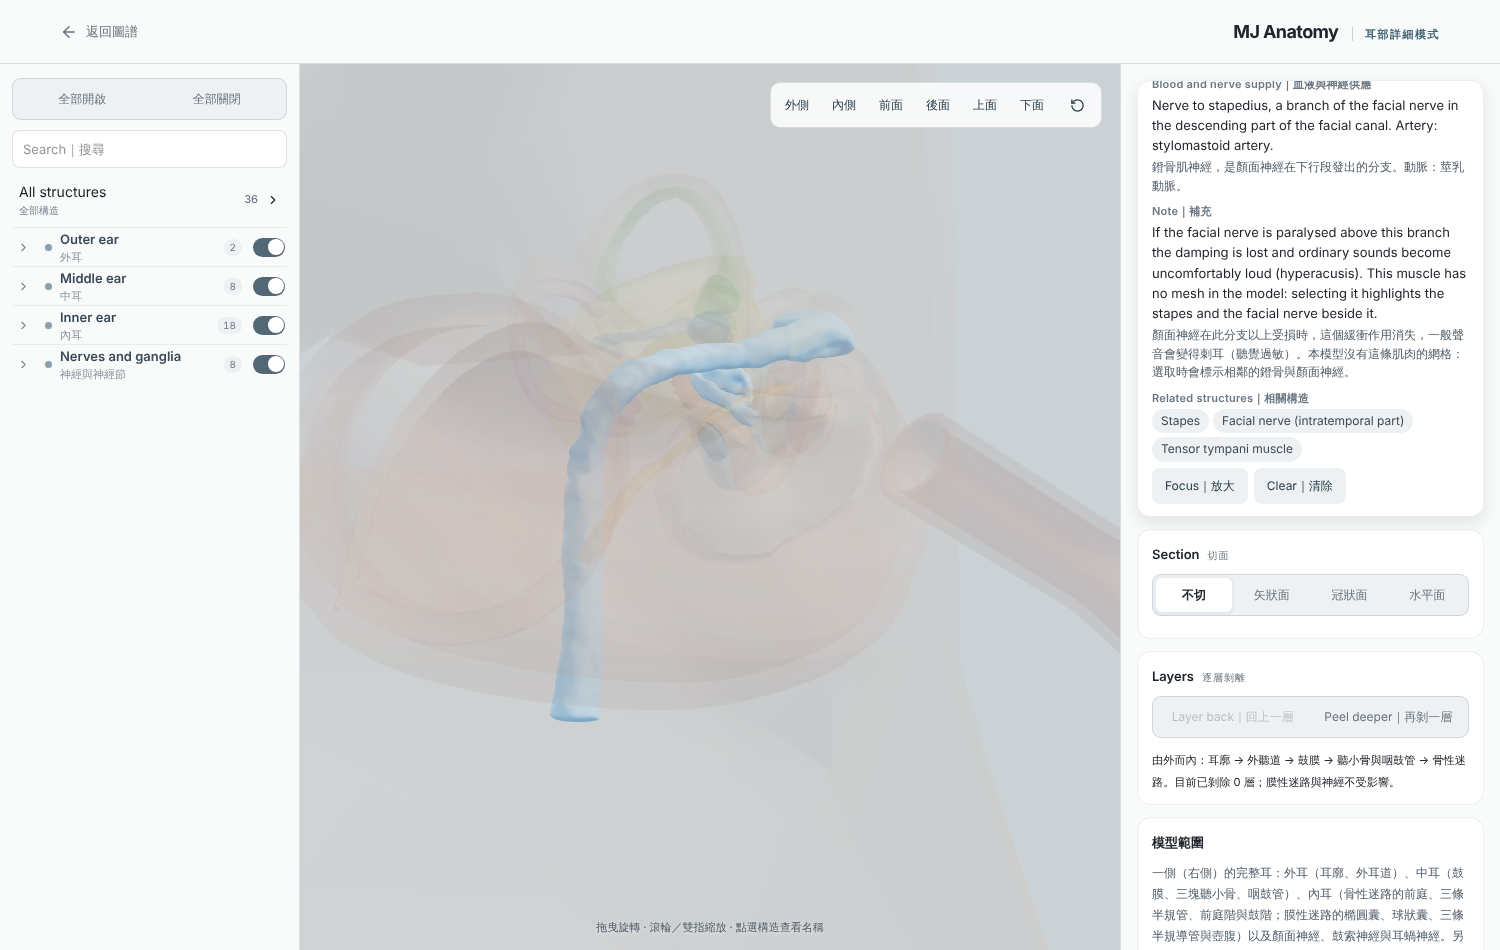 返回圖譜
MJ Anatomy
耳部詳細模式
全部開啟
全部關閉
Search | 搜尋
All structures
全部構造
36
Outer ear
外耳
2
Middle ear
中耳
8
Inner ear
內耳
18
Nerves and ganglia
神經與神經節
8
外側
內側
前面
後面
上面
下面
拖曳旋轉 · 滾輪／雙指縮放 · 點選構造查看名稱
Blood and nerve supply | 血液與神經供應
Nerve to stapedius, a branch of the facial nerve in
the descending part of the facial canal. Artery:
stylomastoid artery.
鐙骨肌神經，是顏面神經在下行段發出的分支。動脈：莖乳
動脈。
Note | 補充
If the facial nerve is paralysed above this branch
the damping is lost and ordinary sounds become
uncomfortably loud (hyperacusis). This muscle has
no mesh in the model: selecting it highlights the
stapes and the facial nerve beside it.
顏面神經在此分支以上受損時，這個緩衝作用消失，一般聲
音會變得刺耳（聽覺過敏）。本模型沒有這條肌肉的網格：
選取時會標示相鄰的鐙骨與顏面神經。
Related structures | 相關構造
Stapes
Facial nerve (intratemporal part)
Tensor tympani muscle
Focus | 放大
Clear | 清除
Section 切面
不切
矢狀面
冠狀面
水平面
Layers 逐層剝離
Layer back | 回上一層
Peel deeper | 再剝一層
由外而內：耳廓 → 外聽道 → 鼓膜 → 聽小骨與咽鼓管 → 骨性迷
路。目前已剝除 0 層；膜性迷路與神經不受影響。
模型範圍
一側（右側）的完整耳：外耳（耳廓、外耳道）、中耳（鼓
膜、三塊聽小骨、咽鼓管）、內耳（骨性迷路的前庭、三條
半規管、前庭階與鼓階；膜性迷路的橢圓囊、球狀囊、三條
半規導管與壺腹）以及顏面神經、鼓索神經與耳蝸神經。另